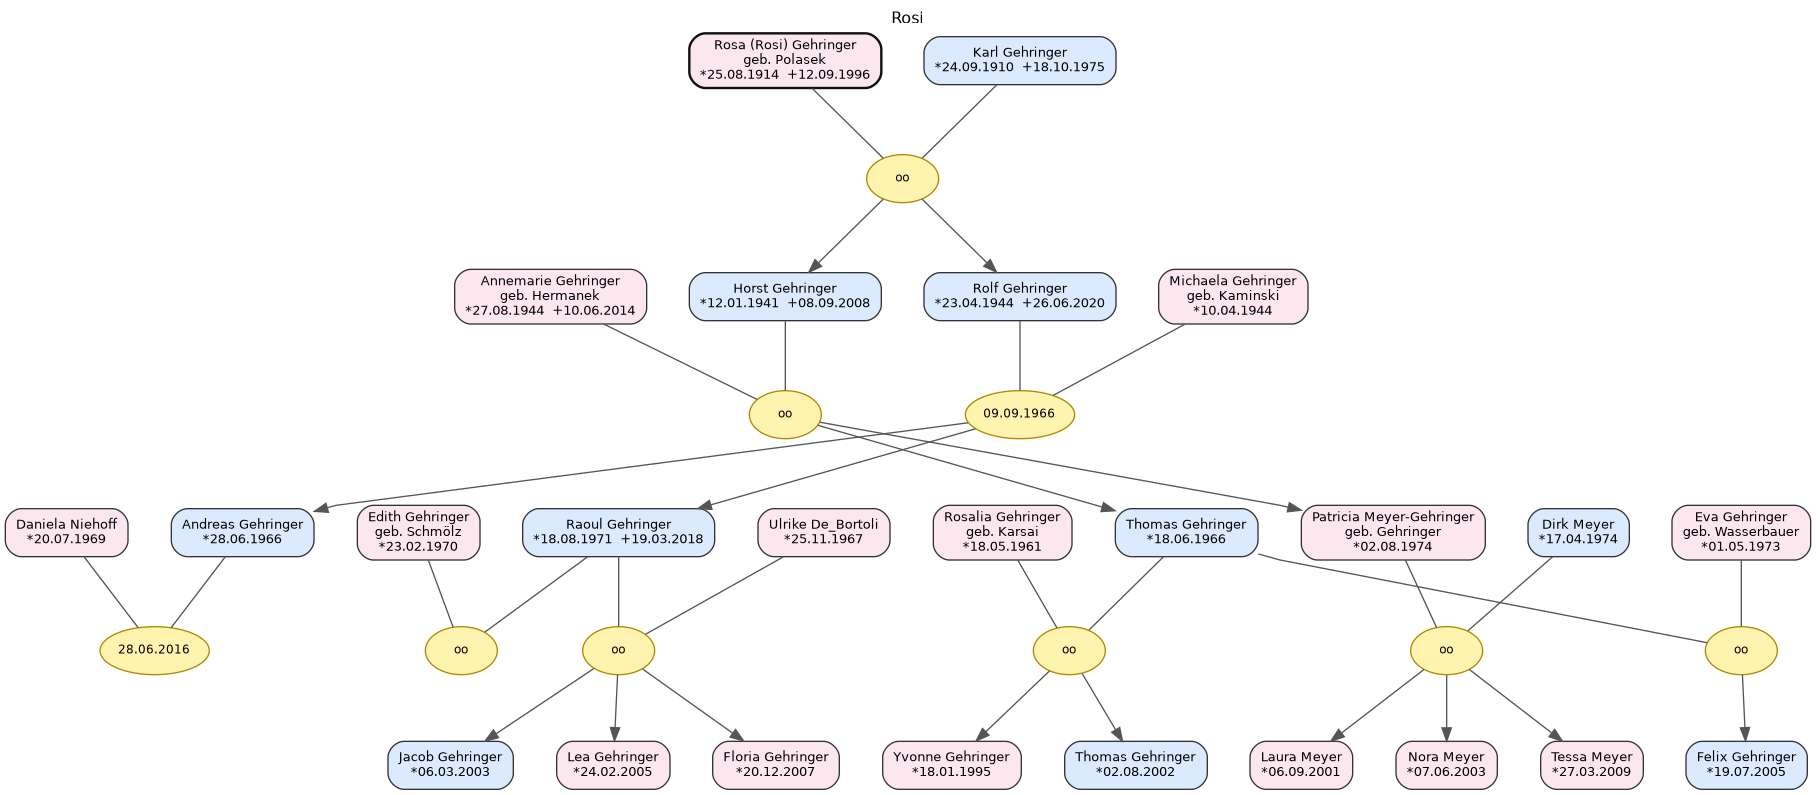 Rosi
Rosa (Rosi) Gehringer
geb. Polasek
*25.08.1914  +12.09.1996
Karl Gehringer
*24.09.1910  +18.10.1975
oo
Annemarie Gehringer
geb. Hermanek
*27.08.1944  +10.06.2014
Horst Gehringer
*12.01.1941  +08.09.2008
Rolf Gehringer
*23.04.1944  +26.06.2020
Michaela Gehringer
geb. Kaminski
*10.04.1944
oo
09.09.1966
Daniela Niehoff
*20.07.1969
Andreas Gehringer
*28.06.1966
Edith Gehringer
geb. Schmölz
*23.02.1970
Raoul Gehringer
*18.08.1971  +19.03.2018
Ulrike De_Bortoli
*25.11.1967
Rosalia Gehringer
geb. Karsai
*18.05.1961
Thomas Gehringer
*18.06.1966
Patricia Meyer-Gehringer
geb. Gehringer
*02.08.1974
Dirk Meyer
*17.04.1974
Eva Gehringer
geb. Wasserbauer
*01.05.1973
28.06.2016
oo
oo
oo
oo
oo
Jacob Gehringer
*06.03.2003
Lea Gehringer
*24.02.2005
Floria Gehringer
*20.12.2007
Yvonne Gehringer
*18.01.1995
Thomas Gehringer
*02.08.2002
Laura Meyer
*06.09.2001
Nora Meyer
*07.06.2003
Tessa Meyer
*27.03.2009
Felix Gehringer
*19.07.2005